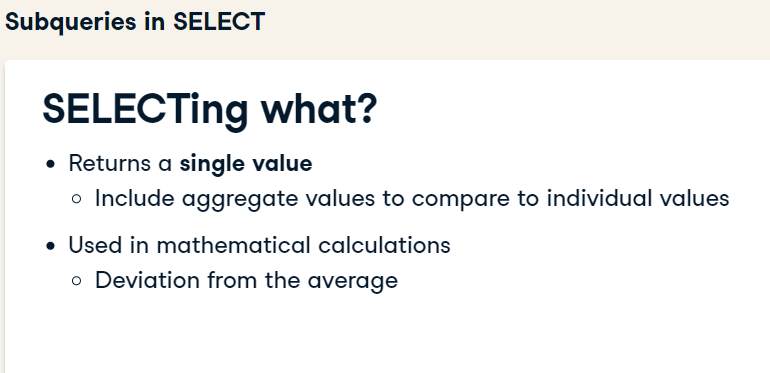 Subqueries in SELECT
SELECTing what?
• Returns a single value
◦ Include aggregate values to compare to individual values
• Used in mathematical calculations
◦ Deviation from the average